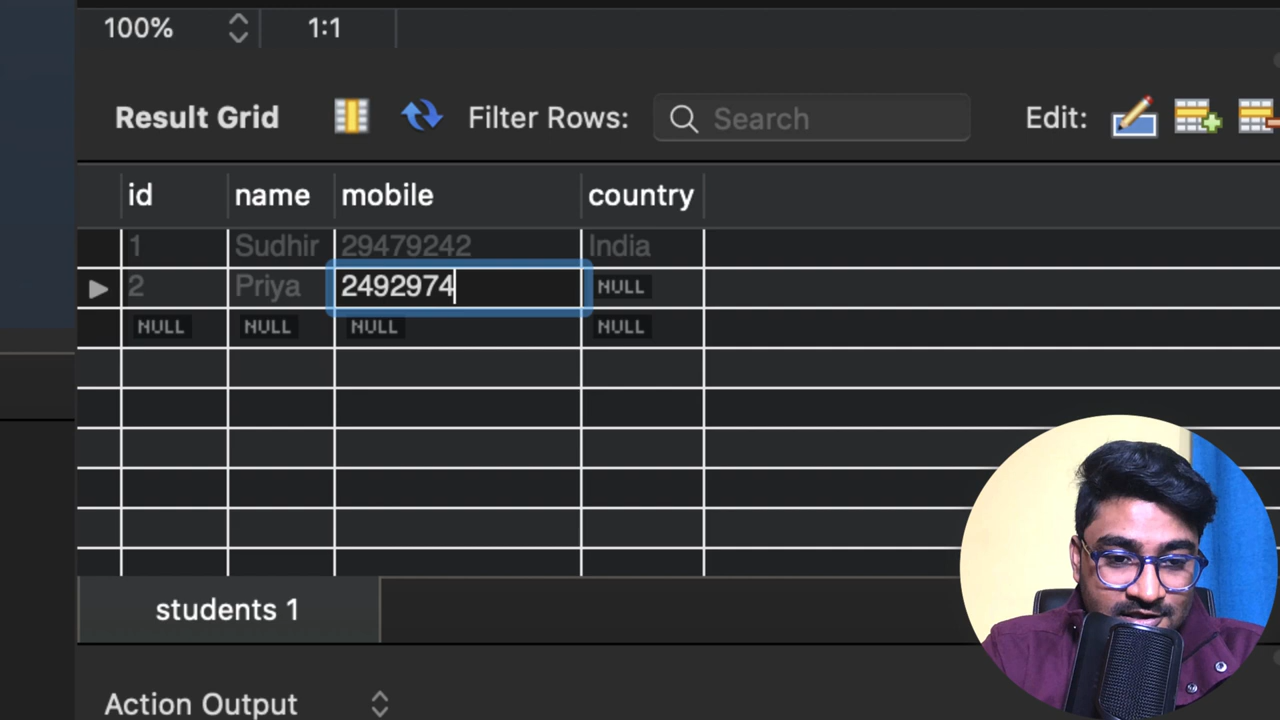 100% 1:1
Result Grid Filter Rows: Search Edit:
id name mobile country
1 Sudhir 29479242 India
2 Priya 2492974 NULL
NULL NULL NULL NULL
students 1
Action Output